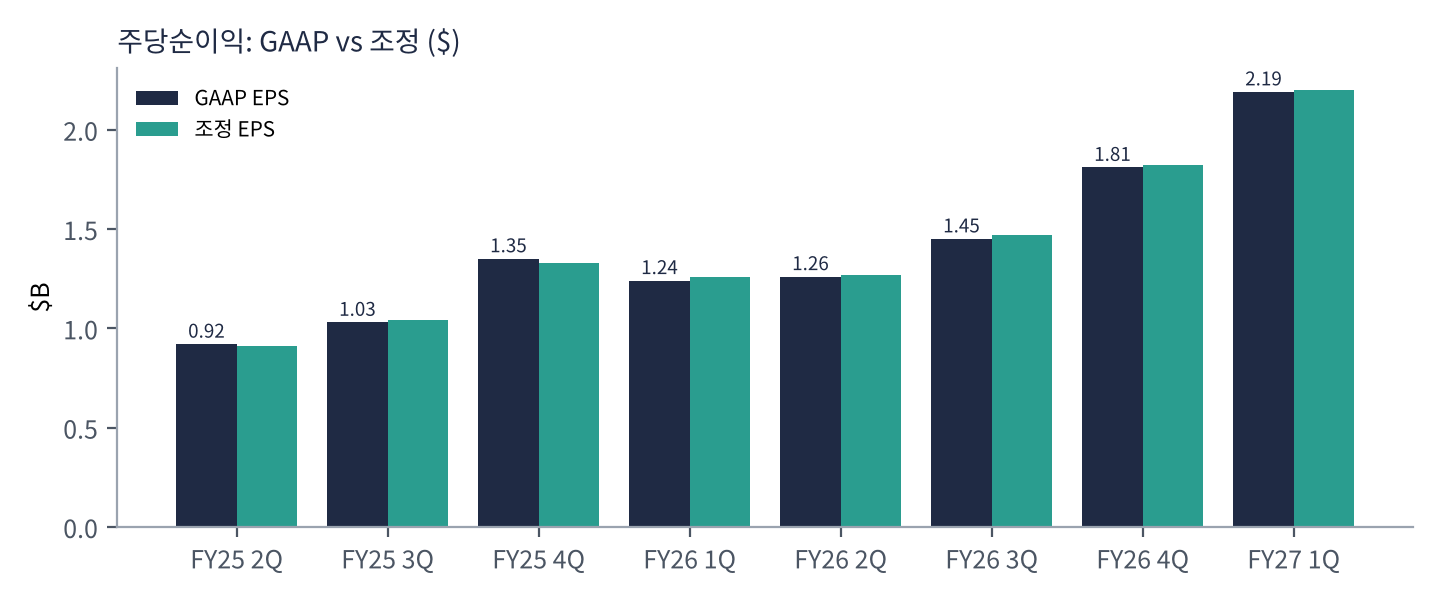 주당순이익: GAAP vs 조정 ($)
GAAP EPS
조정 EPS
$B
2.0
1.5
1.0
0.5
0.0
0.92
1.03
1.35
1.24
1.26
1.45
1.81
2.19
FY25 2Q
FY25 3Q
FY25 4Q
FY26 1Q
FY26 2Q
FY26 3Q
FY26 4Q
FY27 1Q